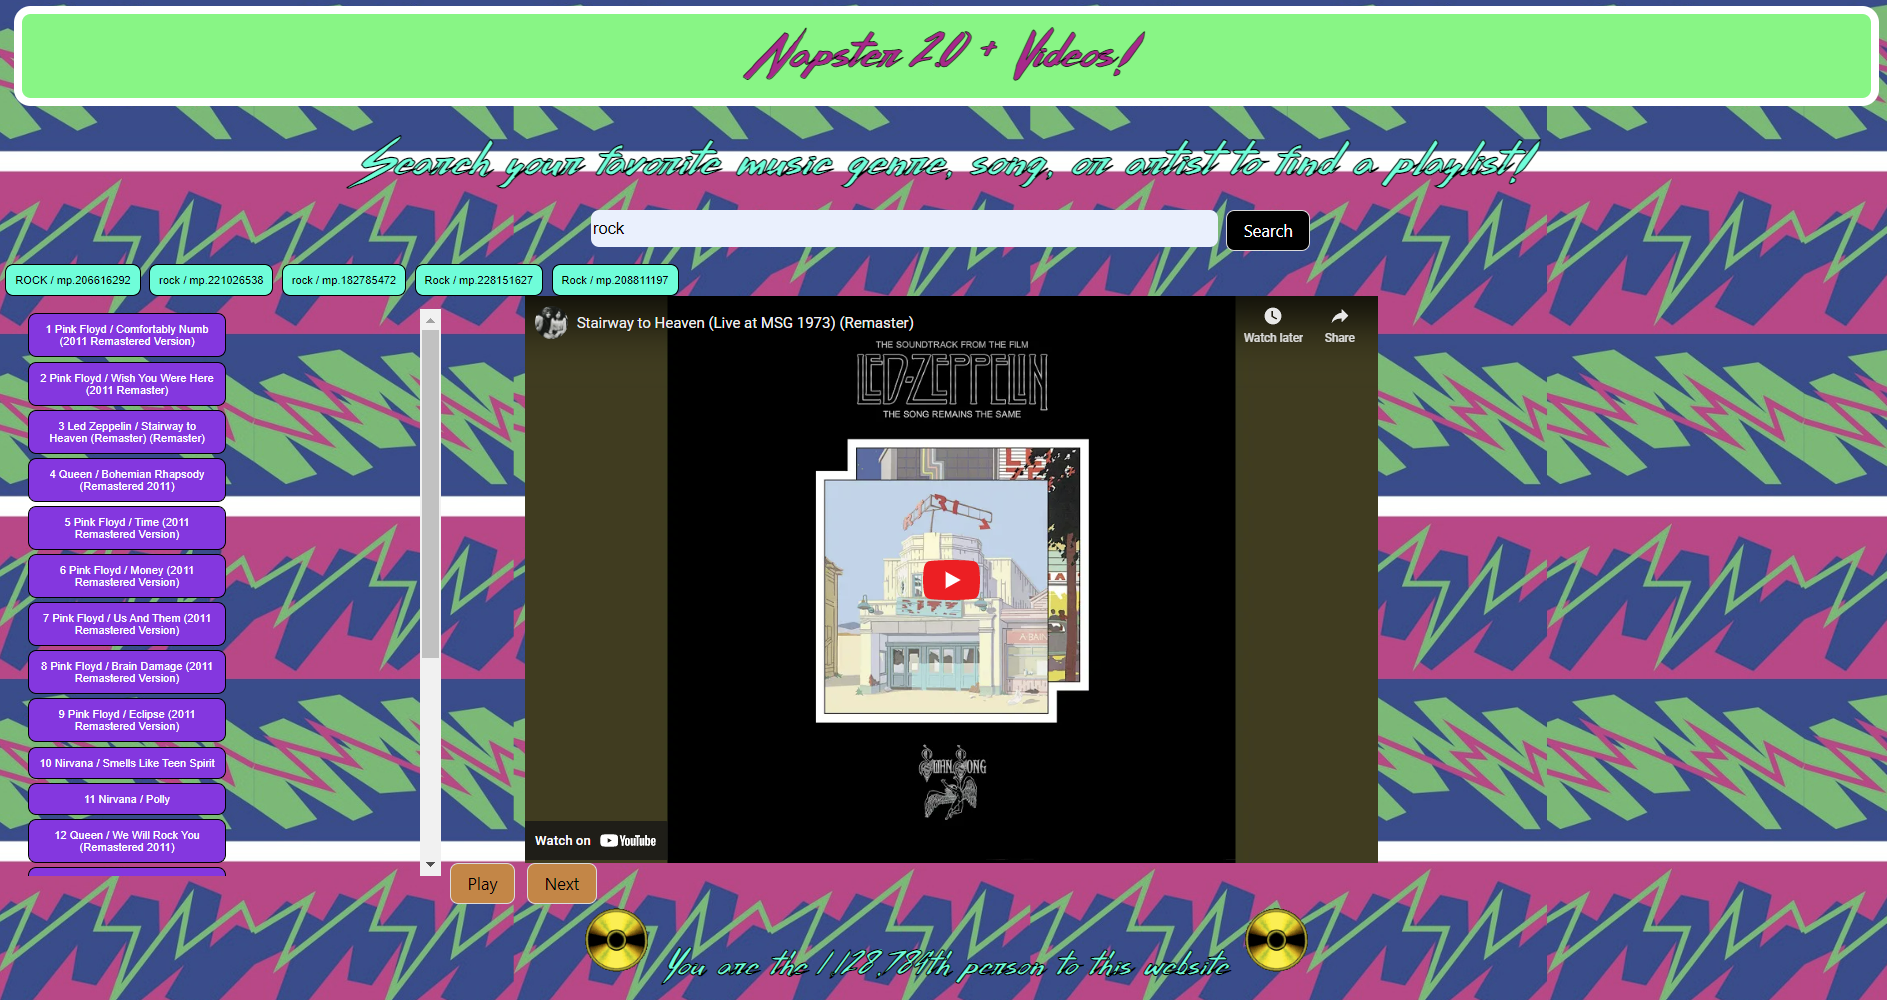 Napster 2.0 + Videos!
Search your favorite music genre, song, or artist to find a playlist!
rock
Search
ROCK / mp.206616292
rock / mp.221026538
rock / mp.182785472
Rock / mp.228151627
Rock / mp.208811197
1 Pink Floyd / Comfortably Numb
(2011 Remastered Version)
2 Pink Floyd / Wish You Were Here
(2011 Remaster)
3 Led Zeppelin / Stairway to
Heaven (Remaster) (Remaster)
4 Queen / Bohemian Rhapsody
(Remastered 2011)
5 Pink Floyd / Time (2011
Remastered Version)
6 Pink Floyd / Money (2011
Remastered Version)
7 Pink Floyd / Us And Them (2011
Remastered Version)
8 Pink Floyd / Brain Damage (2011
Remastered Version)
9 Pink Floyd / Eclipse (2011
Remastered Version)
10 Nirvana / Smells Like Teen Spirit
11 Nirvana / Polly
12 Queen / We Will Rock You
(Remastered 2011)
Stairway to Heaven (Live at MSG 1973) (Remaster)
Watch later
Share
THE SOUNDTRACK FROM THE FILM
LED-ZEPPELIN
THE SONG REMAINS THE SAME
SWAN SONG
Watch on YouTube
Play
Next
You are the 1,128,784th person to this website